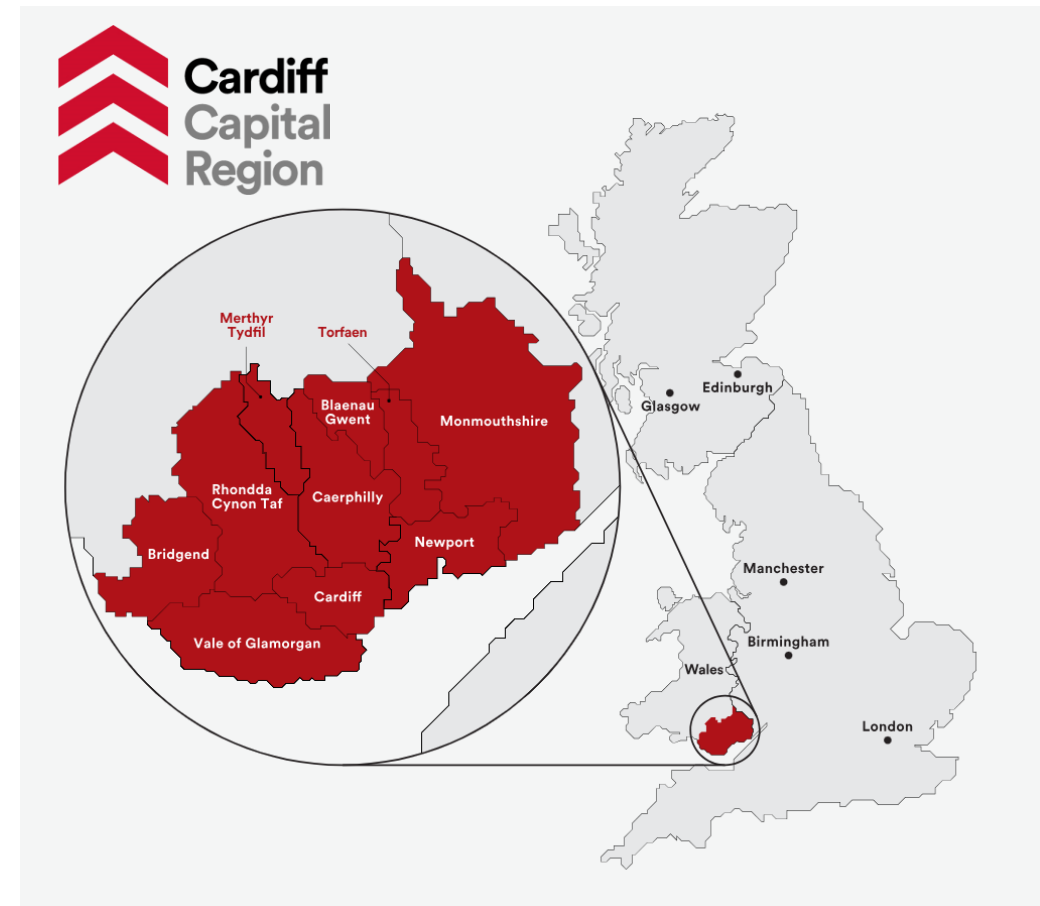 Cardiff
Capital
Region
Merthyr
Tydfil
Torfaen
Blaenau
Gwent
Monmouthshire
Rhondda
Cynon Taf
Caerphilly
Newport
Bridgend
Cardiff
Vale of Glamorgan
Edinburgh
Glasgow
Manchester
Birmingham
Wales
London